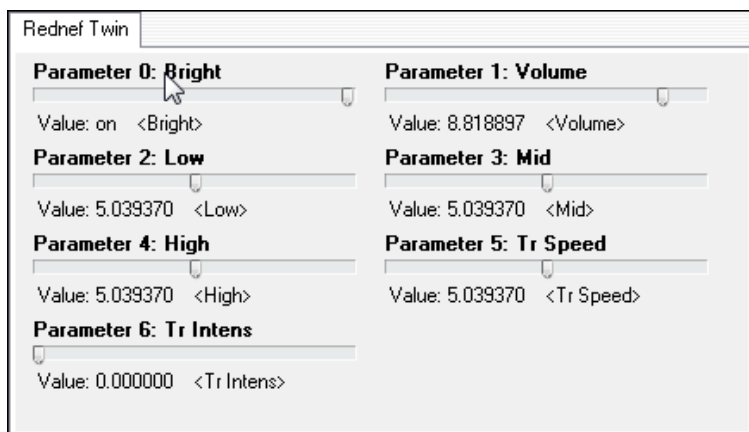 Rednef Twin
Parameter 0: Bright
Value: on <Bright>
Parameter 1: Volume
Value: 8.818897 <Volume>
Parameter 2: Low
Value: 5.039370 <Low>
Parameter 3: Mid
Value: 5.039370 <Mid>
Parameter 4: High
Value: 5.039370 <High>
Parameter 5: Tr Speed
Value: 5.039370 <Tr Speed>
Parameter 6: Tr Intens
Value: 0.000000 <Tr Intens>